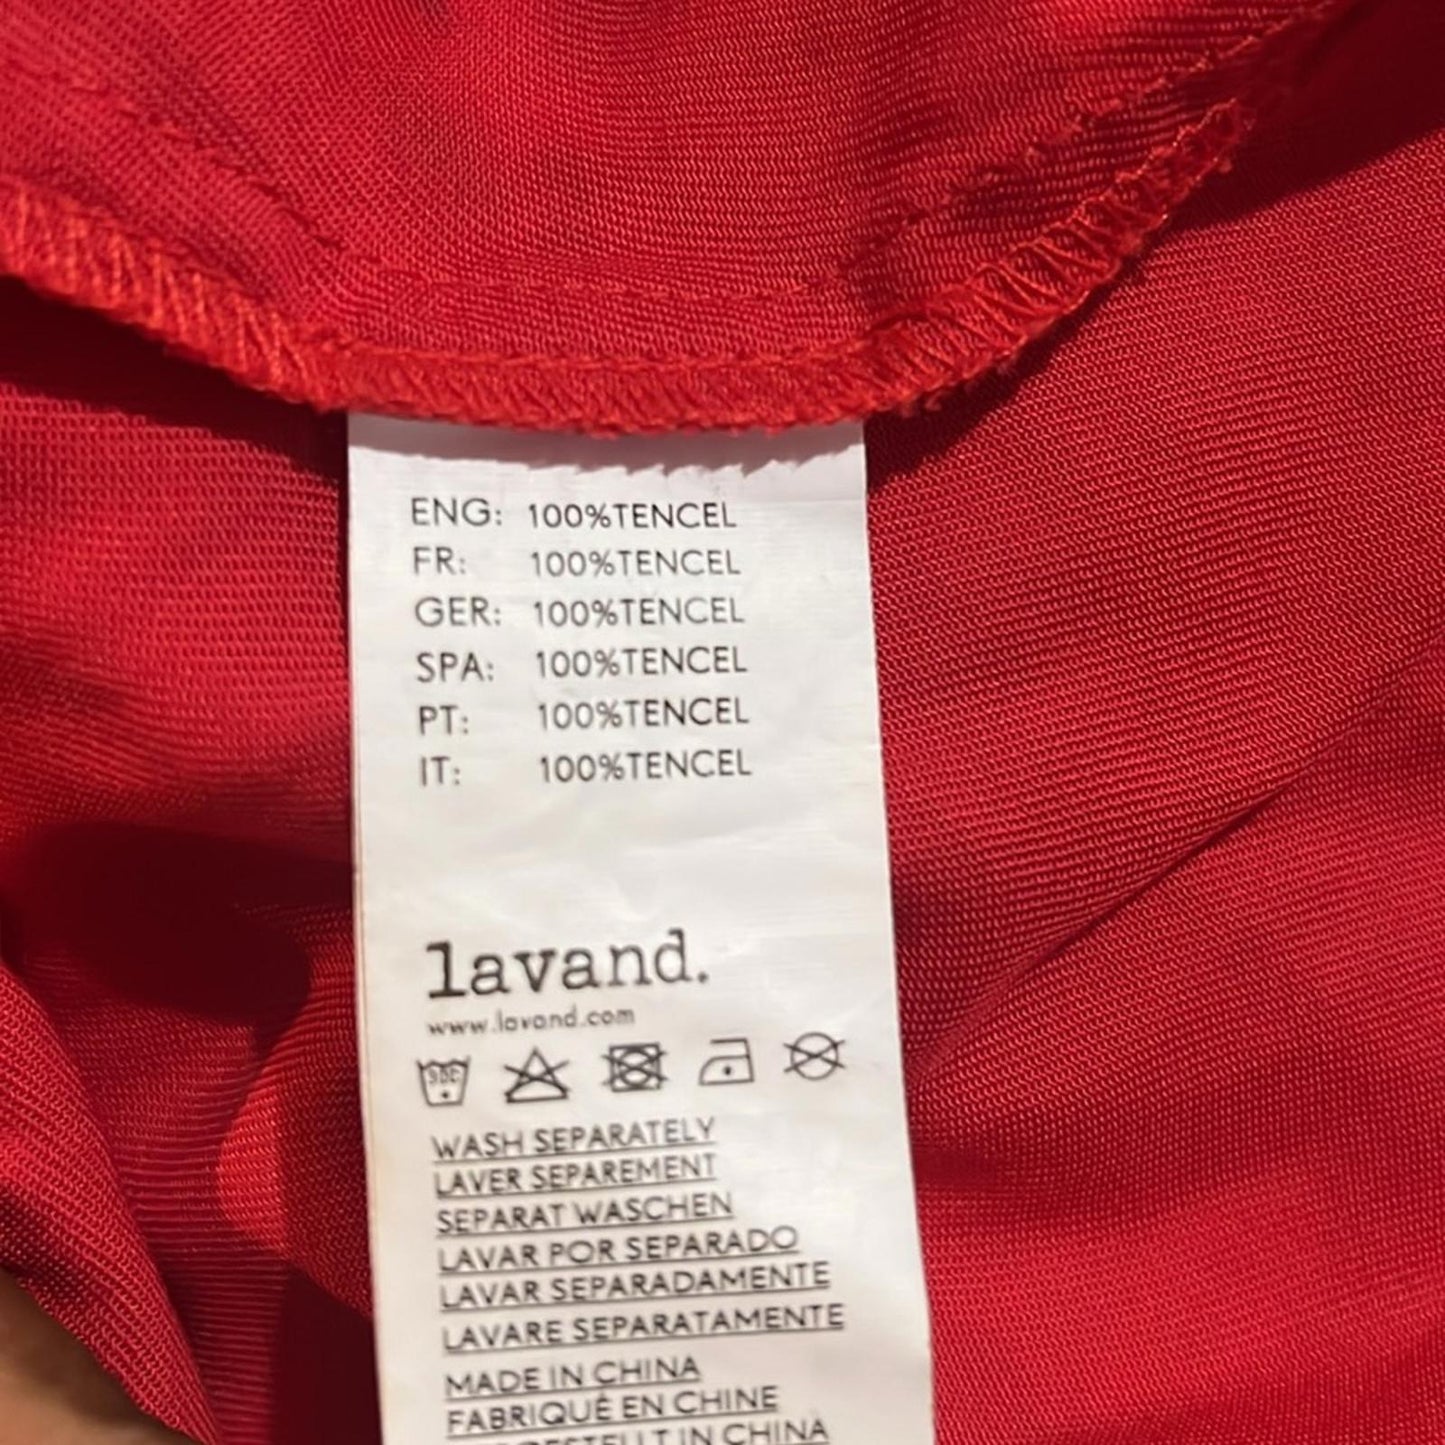 ENG: 100%TENCEL
FR: 100%TENCEL
GER: 100%TENCEL
SPA: 100%TENCEL
PT: 100%TENCEL
IT: 100%TENCEL
lavand.
www.lavand.com
WASH SEPARATELY
LAVER SEPAREMENT
SEPARAT WASCHEN
LAVAR POR SEPARADO
LAVAR SEPARADAMENTE
LAVARE SEPARATAMENTE
MADE IN CHINA
FABRIQUÉ EN CHINE
IN CHINA